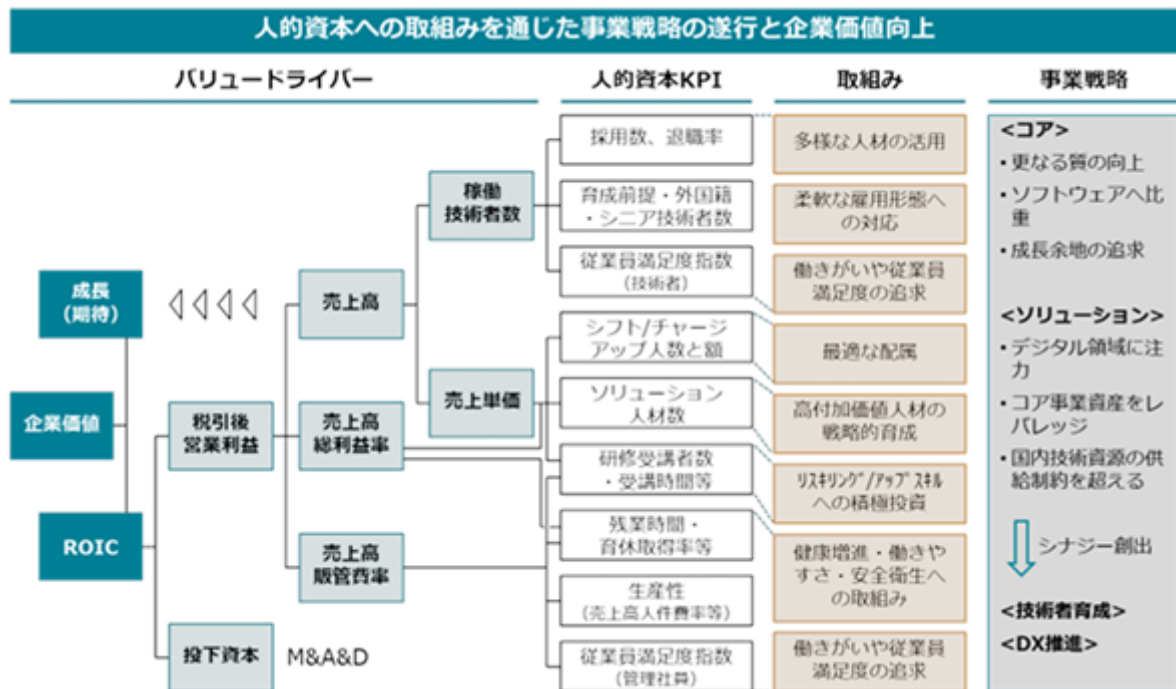 人的資本への取組みを通じた事業戦略の遂行と企業価値向上
バリュードライバー
人的資本KPI
取組み
事業戦略
企業価値
成長
(期待)
ROIC
税引後
営業利益
投下資本
M&A&D
売上高
売上高
総利益率
売上高
販管費率
稼働
技術者数
売上単価
採用数、退職率
育成前提・外国籍
・シニア技術者数
従業員満足度指数
(技術者)
シフト/チャージ
アップ人数と額
ソリューション
人材数
研修受講者数
・受講時間等
残業時間・
育休取得率等
生産性
(売上高人件費率等)
従業員満足度指数
(管理社員)
多様な人材の活用
柔軟な雇用形態へ
の対応
働きがいや従業員
満足度の追求
最適な配属
高付加価値人材の
戦略的育成
ﾘｽｷﾘﾝｸﾞ/ｱｯﾌﾟｽｷﾙ
への積極投資
健康増進・働きや
すさ・安全衛生へ
の取組み
働きがいや従業員
満足度の追求
<コア>
・更なる質の向上
・ソフトウェアへ比
重
・成長余地の追求
<ソリューション>
・デジタル領域に注
力
・コア事業資産をレ
バレッジ
・国内技術資源の供
給制約を超える
シナジー創出
<技術者育成>
<DX推進>